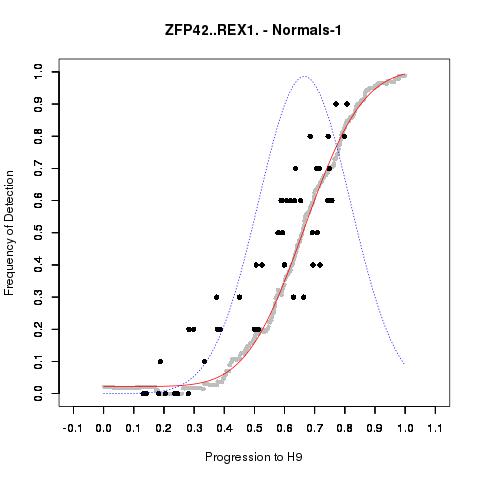 ZFP42..REX1. - Normals-1
Frequency of Detection
1.0
0.9
0.8
0.7
0.6
0.5
0.4
0.3
0.2
0.1
0.0
-0.1 0.0 0.1 0.2 0.3 0.4 0.5 0.6 0.7 0.8 0.9 1.0 1.1
Progression to H9